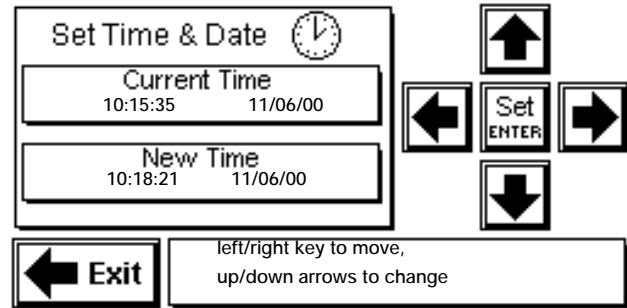 Set Time & Date
Current Time
10:15:35 11/06/00
New Time
10:18:21 11/06/00
Set
ENTER
Exit
left/right key to move,
up/down arrows to change